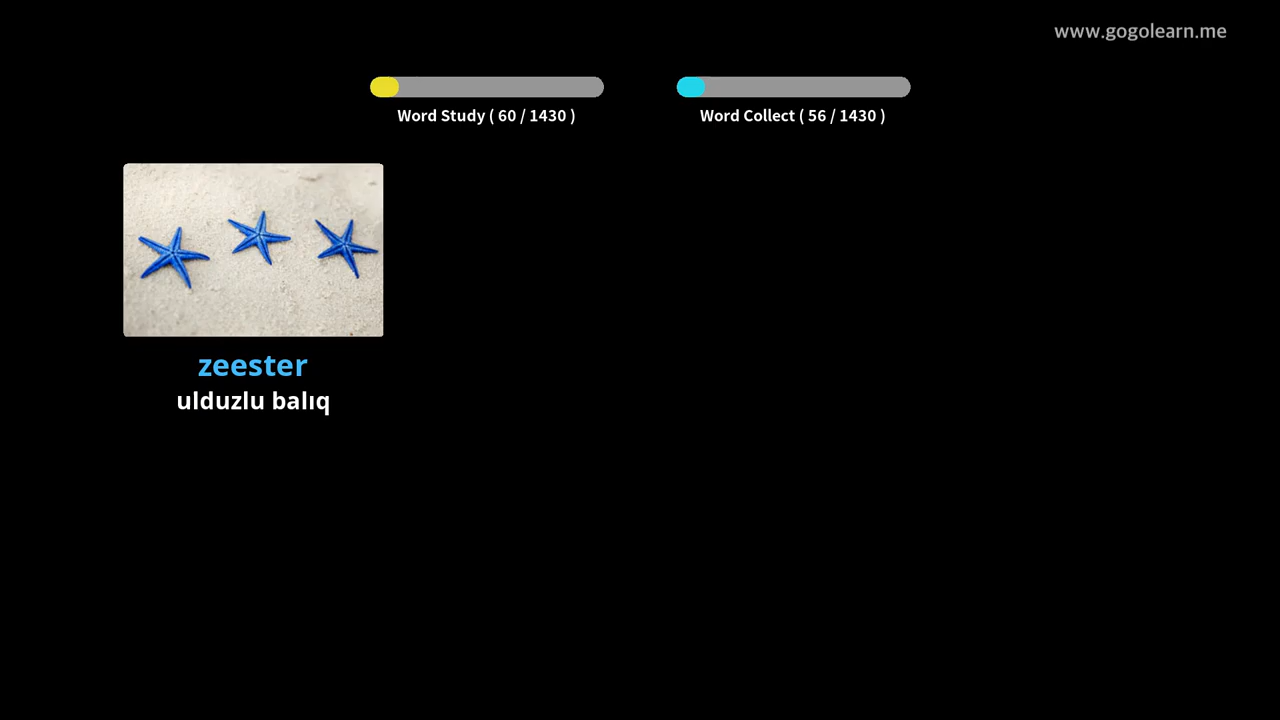 www.gogolearn.me
Word Study ( 60 / 1430 )
Word Collect ( 56 / 1430 )
zeester
ulduzlu balıq